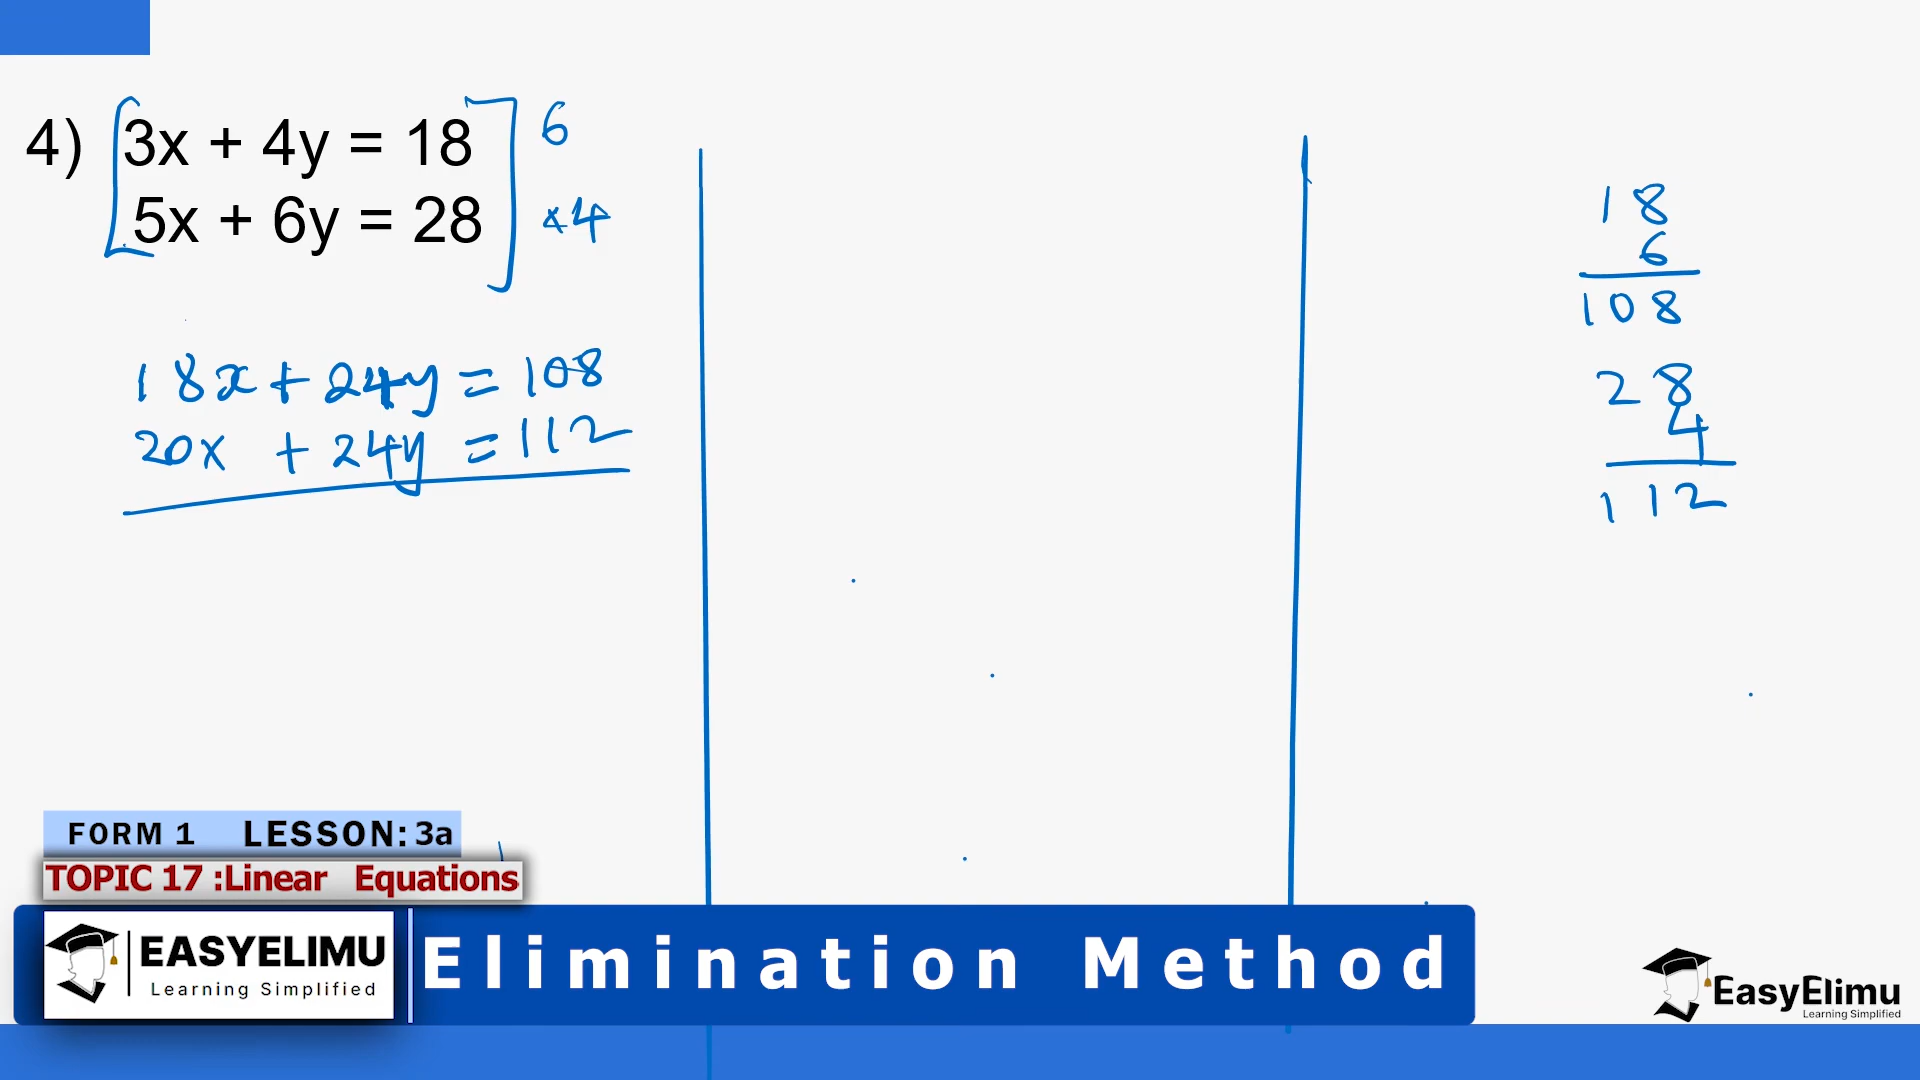 4) 3x + 4y = 18 6
5x + 6y = 28 ×4
18x + 24y = 108
20x + 24y = 112
18
6
108
28
4
112
FORM 1 LESSON: 3a
TOPIC 17 :Linear Equations
EASYELIMU
Learning Simplified
Elimination Method
EasyElimu
Learning Simplified